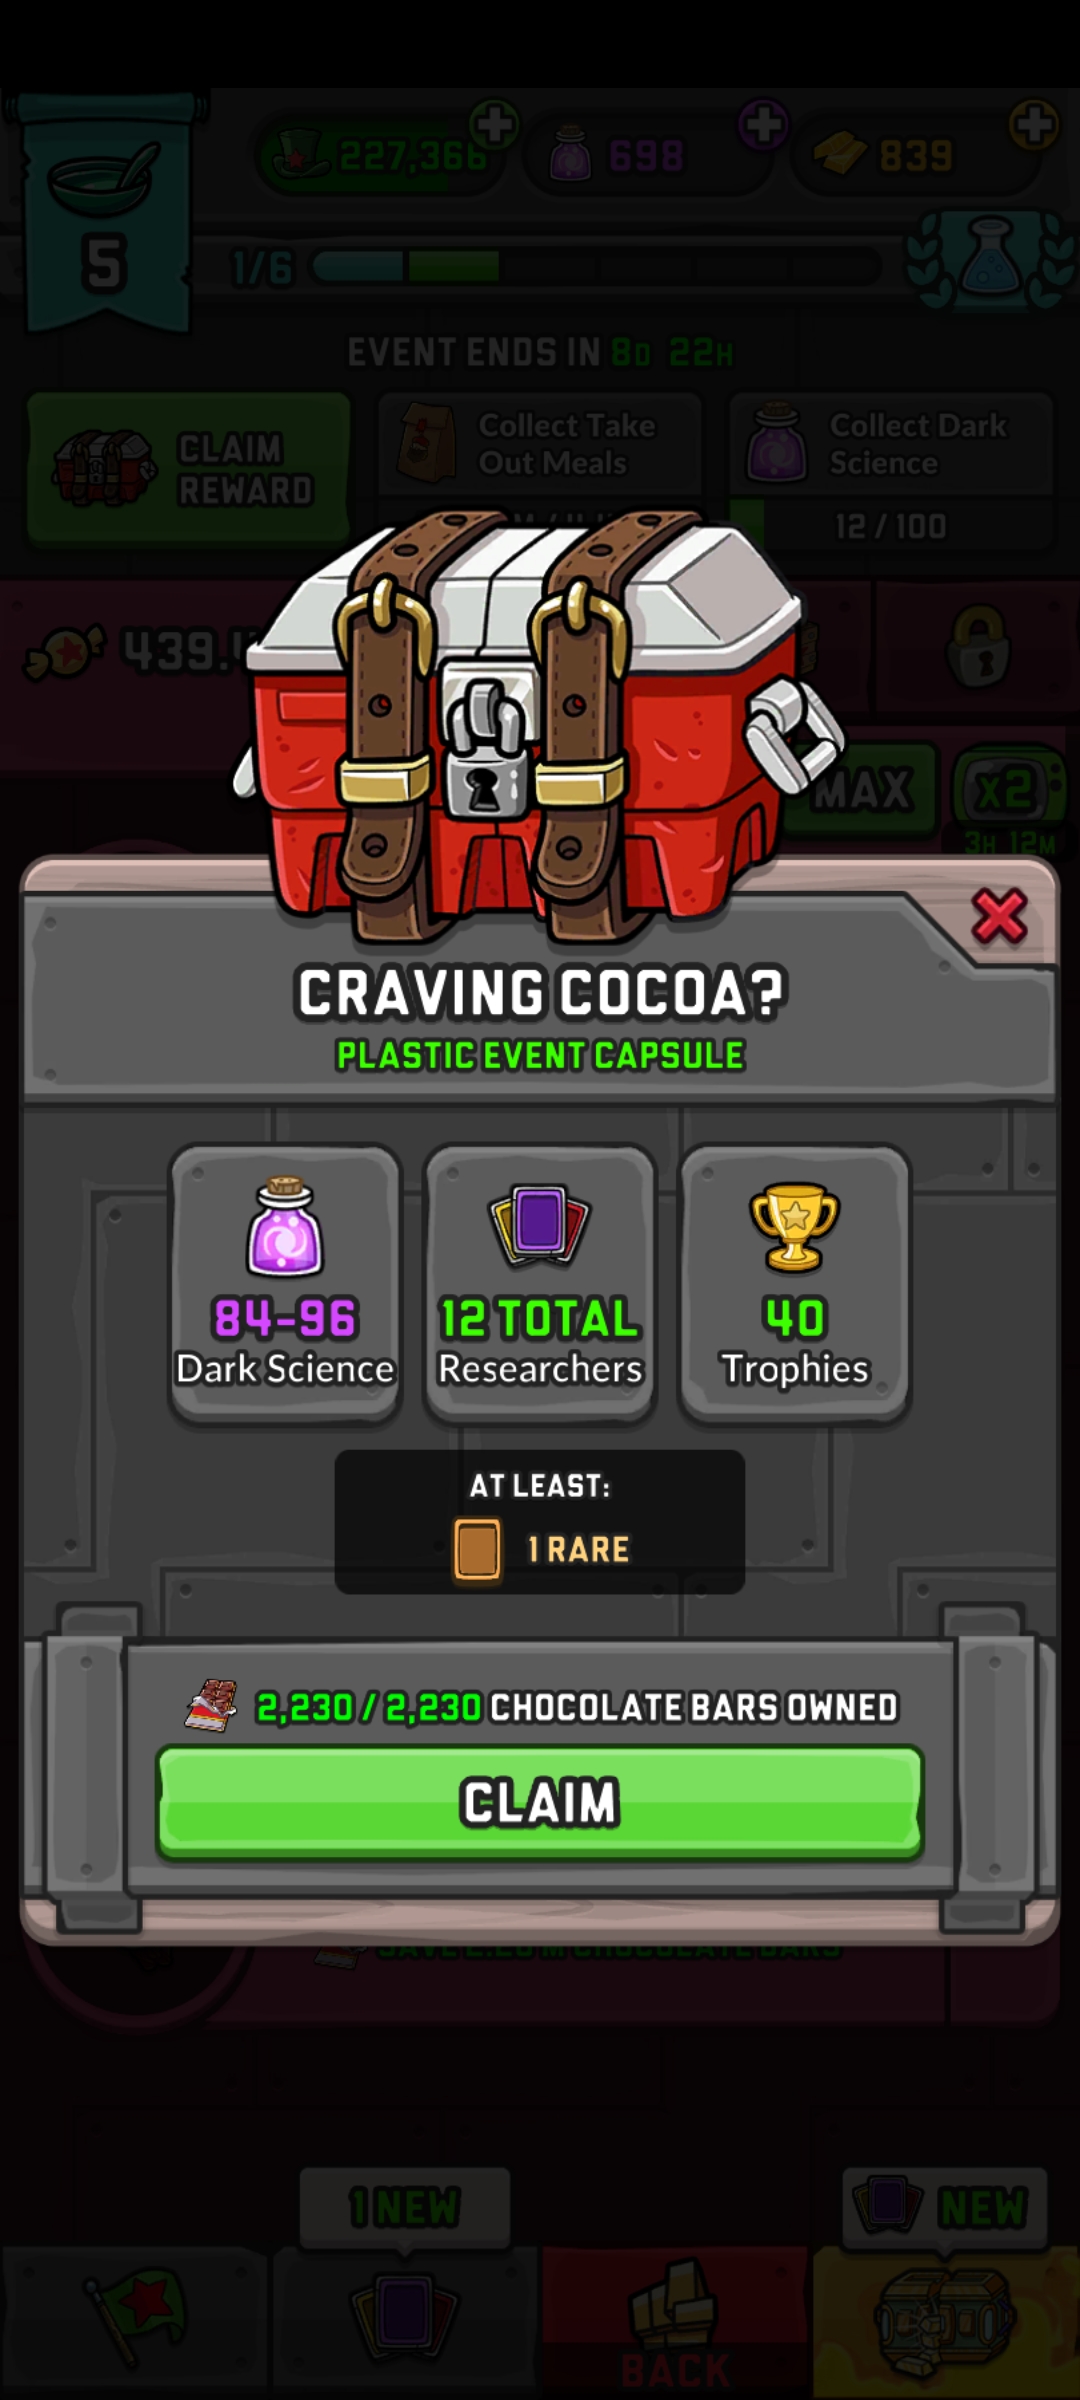 227,366
698
839
5
1/6
EVENT ENDS IN 8D 22H
CLAIM REWARD
Collect Take Out Meals
Collect Dark Science
12 / 100
439.4
MAX
x2
3H 12M
CRAVING COCOA?
PLASTIC EVENT CAPSULE
84-96
Dark Science
12 TOTAL
Researchers
40
Trophies
AT LEAST:
1 RARE
2,230 / 2,230 CHOCOLATE BARS OWNED
CLAIM
CHOCOLATE BARS
1 NEW
NEW
BACK